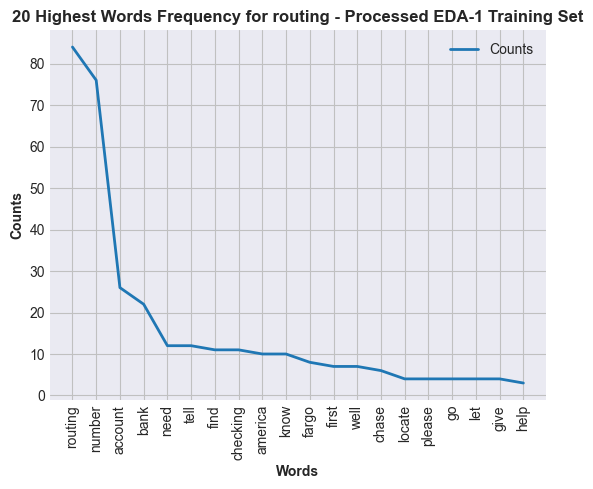 20 Highest Words Frequency for routing - Processed EDA-1 Training Set
Counts
80
70
60
50
40
30
20
10
0
Counts
routing
number
account
bank
need
tell
find
checking
america
know
fargo
first
well
chase
locate
please
go
let
give
help
Words